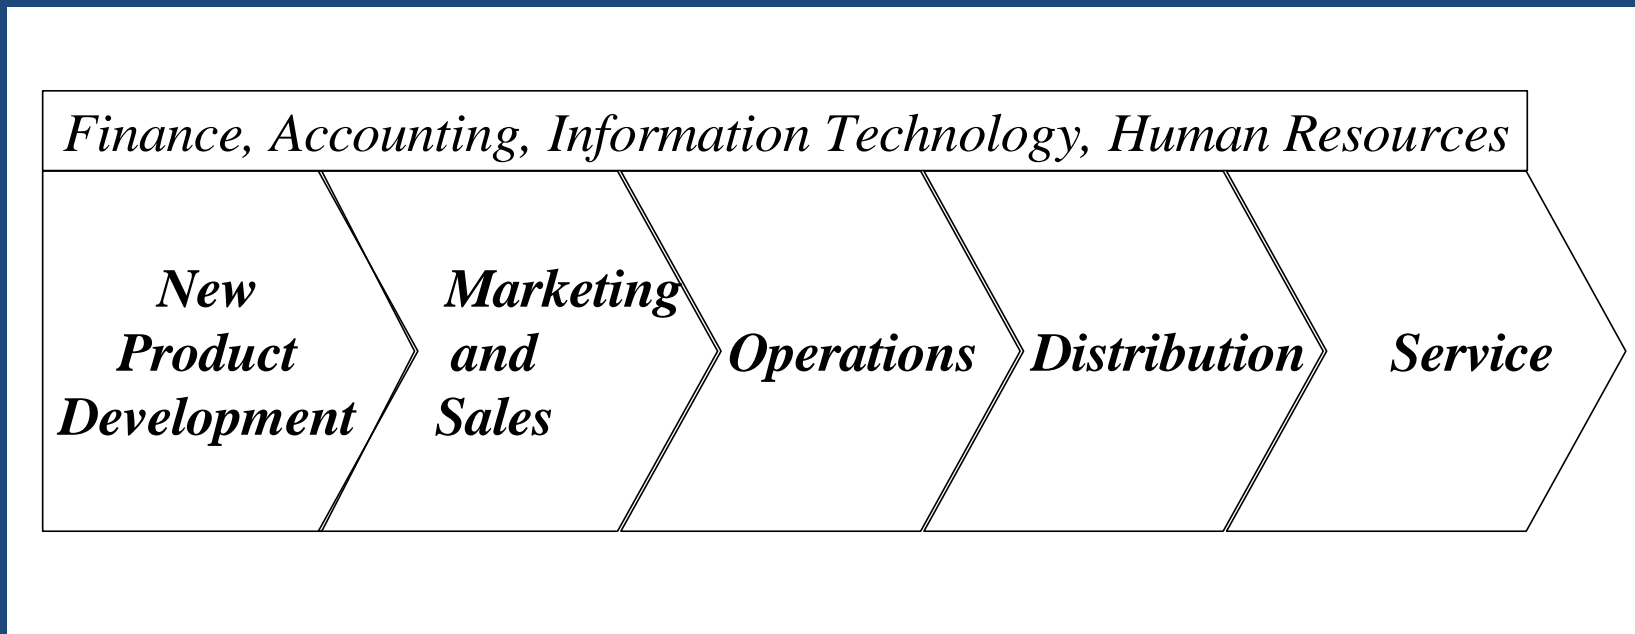 Finance, Accounting, Information Technology, Human Resources
New
Product
Development
Marketing
and
Sales
Operations
Distribution
Service